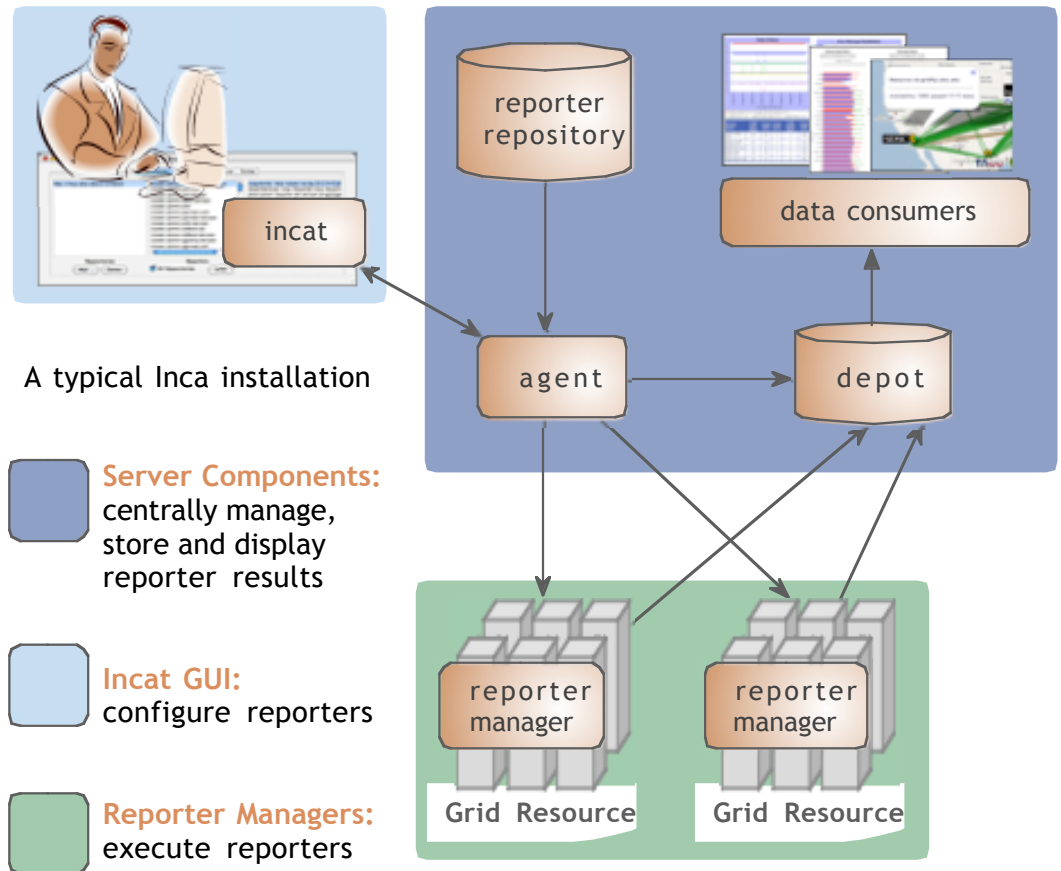 reporter
repository
data consumers
incat
agent
depot
A typical Inca installation
Server Components:
centrally manage,
store and display
reporter results
Incat GUI:
configure reporters
Reporter Managers:
execute reporters
reporter
manager
reporter
manager
Grid Resource
Grid Resource